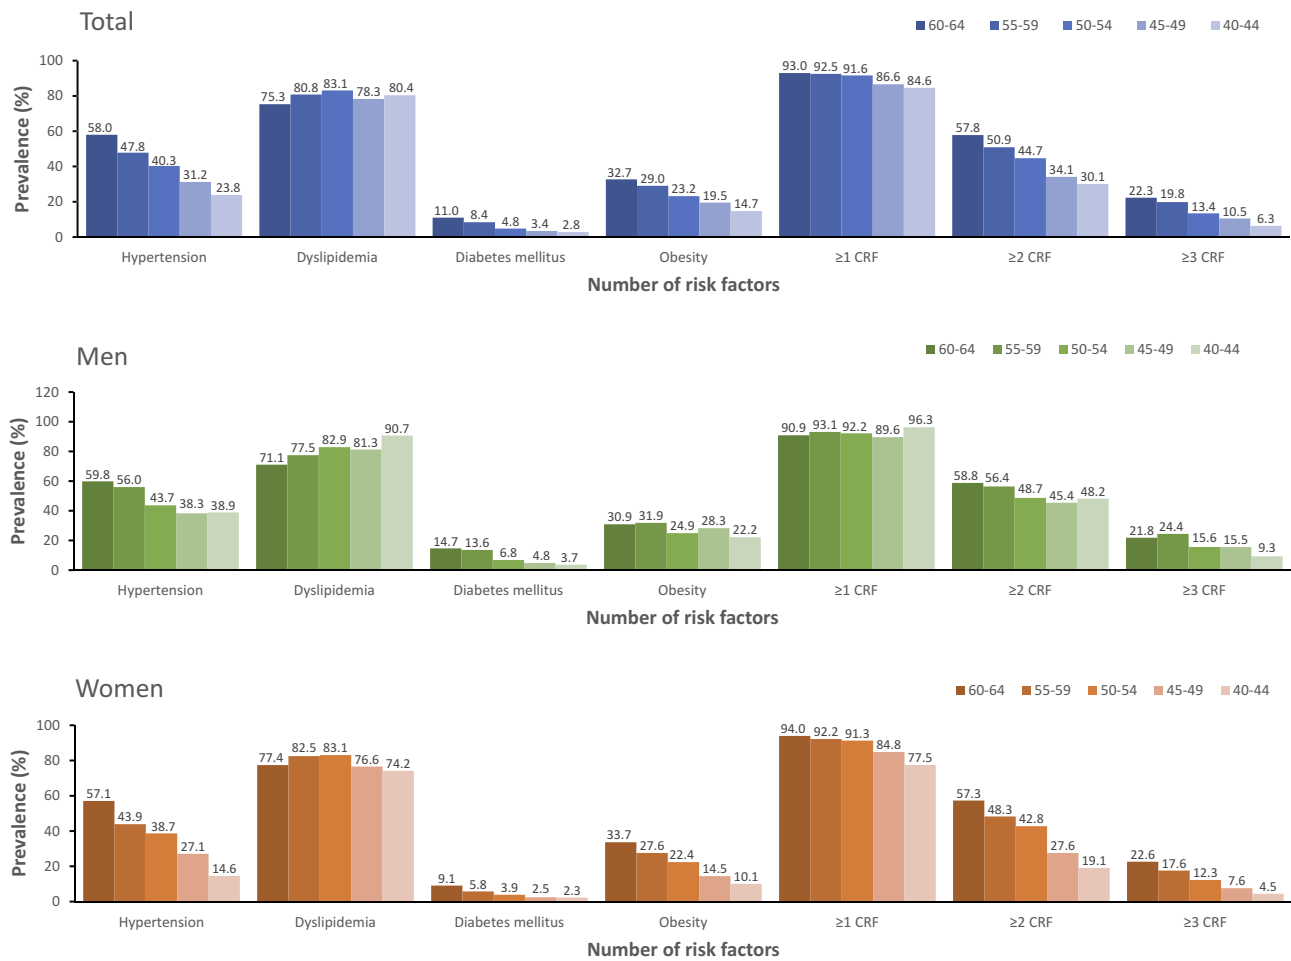 Total
60-64 55-59 50-54 45-49 40-44
Prevalence (%)
100
80
60
40
20
0
58.0 47.8 40.3 31.2 23.8
75.3 80.8 83.1 78.3 80.4
11.0 8.4 4.8 3.4 2.8
32.7 29.0 23.2 19.5 14.7
93.0 92.5 91.6 86.6 84.6
57.8 50.9 44.7 34.1 30.1
22.3 19.8 13.4 10.5 6.3
Hypertension Dyslipidemia Diabetes mellitus Obesity ≥1 CRF ≥2 CRF ≥3 CRF
Number of risk factors
Men
60-64 55-59 50-54 45-49 40-44
Prevalence (%)
120
100
80
60
40
20
0
59.8 56.0 43.7 38.3 38.9
71.1 77.5 82.9 81.3 90.7
14.7 13.6 6.8 4.8 3.7
30.9 31.9 24.9 28.3 22.2
90.9 93.1 92.2 89.6 96.3
58.8 56.4 48.7 45.4 48.2
21.8 24.4 15.6 15.5 9.3
Hypertension Dyslipidemia Diabetes mellitus Obesity ≥1 CRF ≥2 CRF ≥3 CRF
Number of risk factors
Women
60-64 55-59 50-54 45-49 40-44
Prevalence (%)
100
80
60
40
20
0
57.1 43.9 38.7 27.1 14.6
77.4 82.5 83.1 76.6 74.2
9.1 5.8 3.9 2.5 2.3
33.7 27.6 22.4 14.5 10.1
94.0 92.2 91.3 84.8 77.5
57.3 48.3 42.8 27.6 19.1
22.6 17.6 12.3 7.6 4.5
Hypertension Dyslipidemia Diabetes mellitus Obesity ≥1 CRF ≥2 CRF ≥3 CRF
Number of risk factors